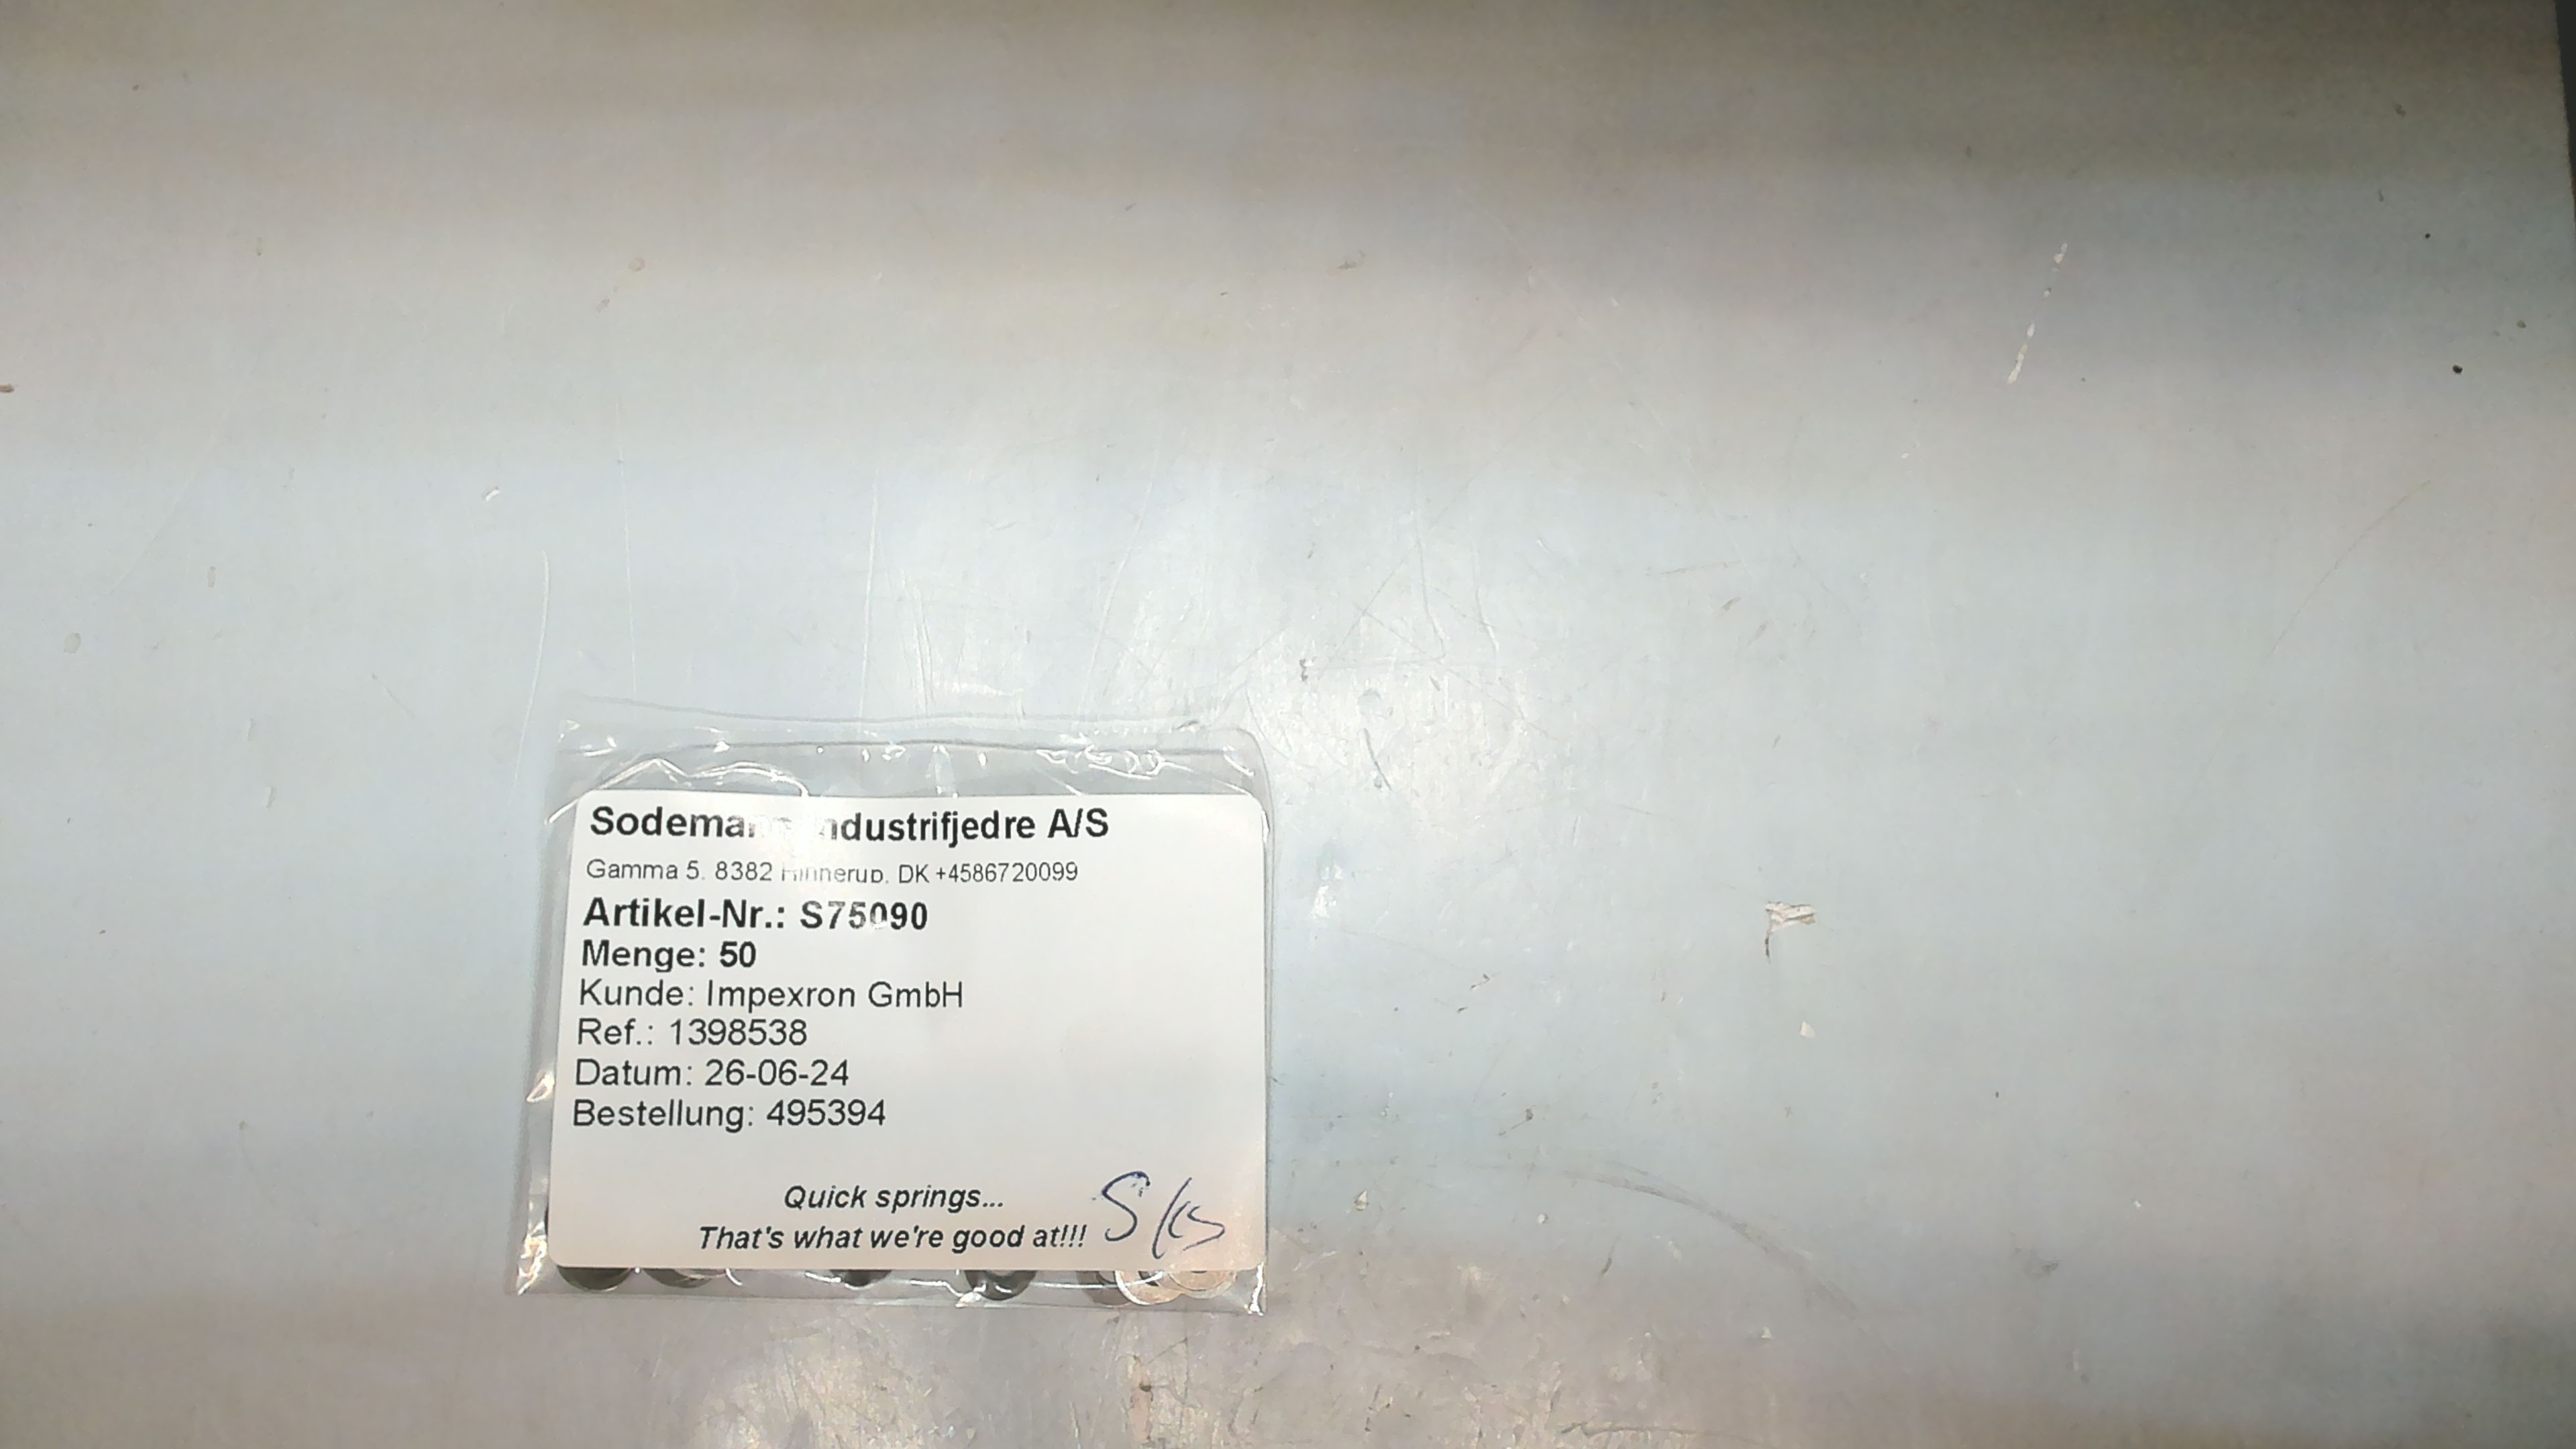 Sodemann Industrifjedre A/S
Gamma 5. 8382 Hinnerup. DK +4586720099
Artikel-Nr.: S75090
Menge: 50
Kunde: Impexron GmbH
Ref.: 1398538
Datum: 26-06-24
Bestellung: 495394
Quick springs...
That's what we're good at!!!